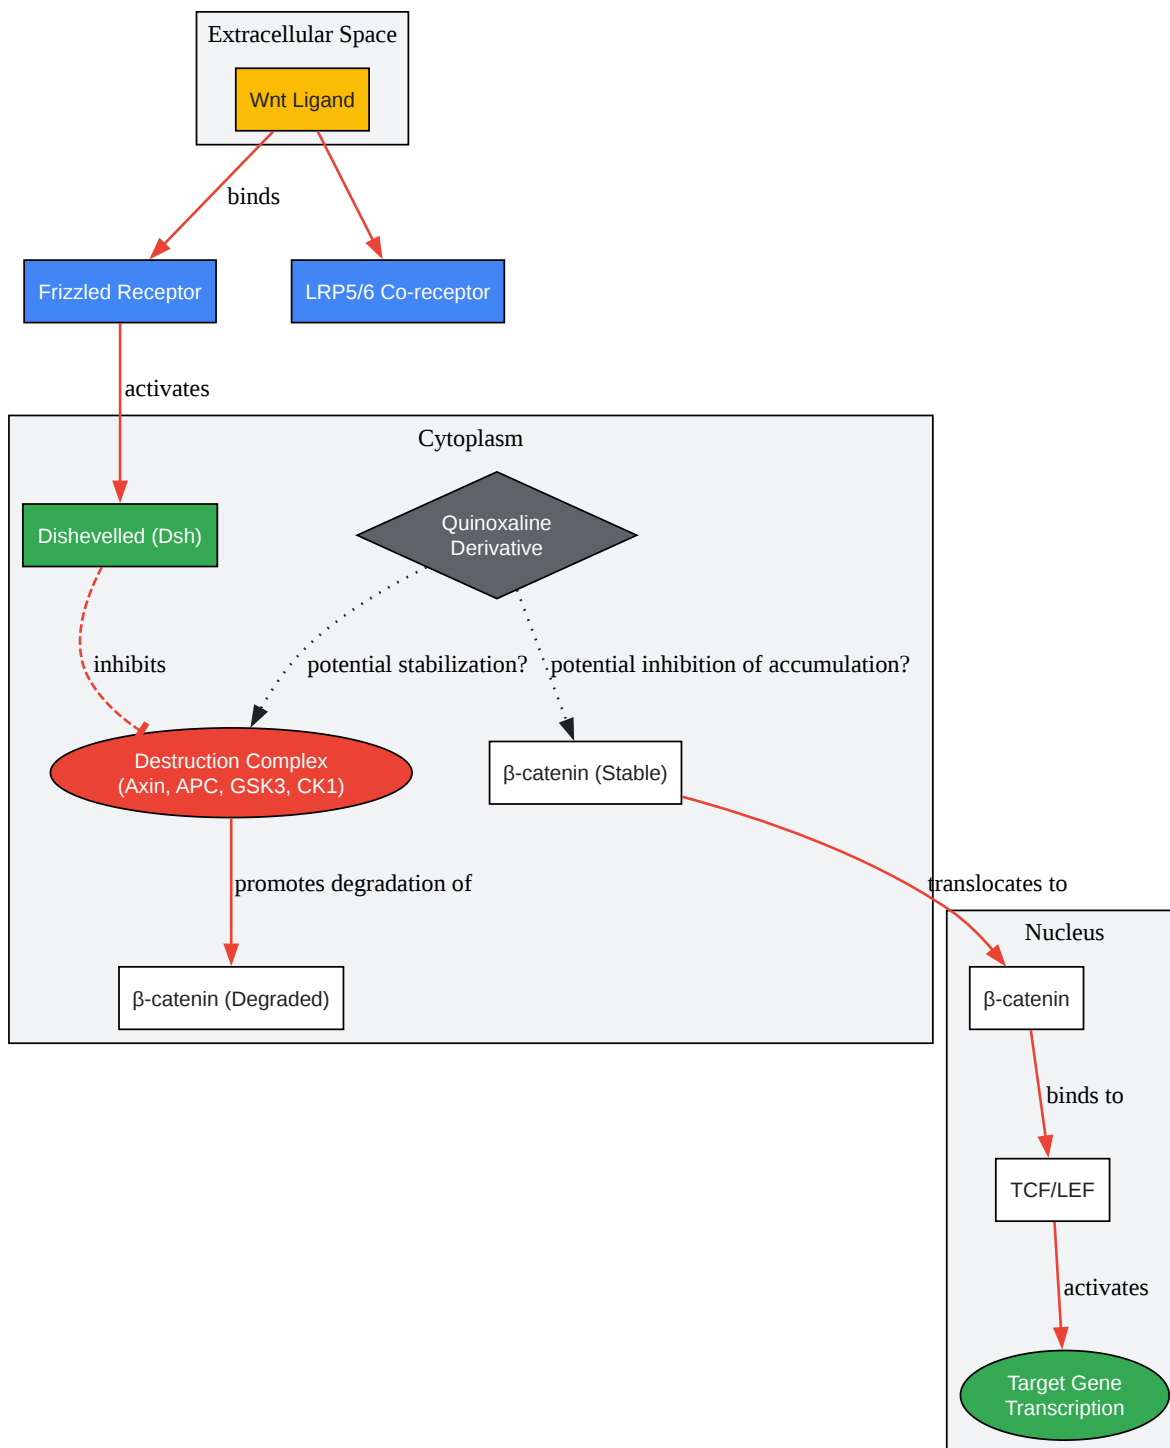 Extracellular Space
Wnt Ligand
binds
Frizzled Receptor
LRP5/6 Co-receptor
activates
Cytoplasm
Dishevelled (Dsh)
Quinoxaline
Derivative
inhibits
potential stabilization?
potential inhibition of accumulation?
Destruction Complex
(Axin, APC, GSK3, CK1)
β-catenin (Stable)
promotes degradation of
translocates to
Nucleus
β-catenin (Degraded)
β-catenin
binds to
TCF/LEF
activates
Target Gene
Transcription